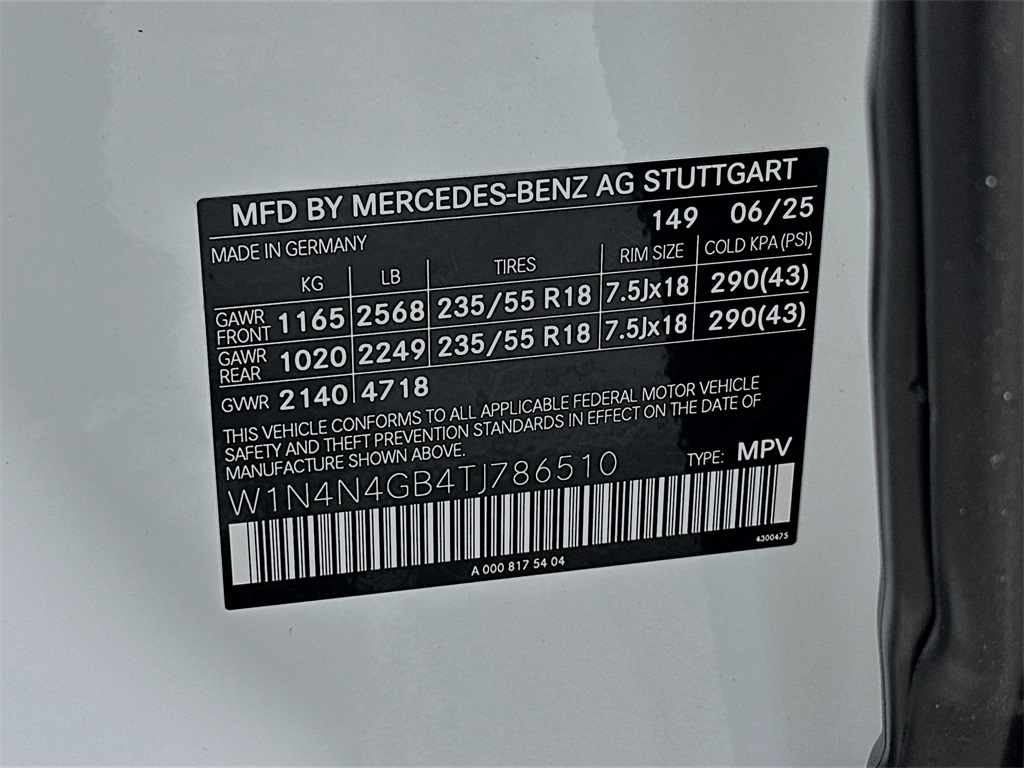 MFD BY MERCEDES-BENZ AG STUTTGART
149 06/25
MADE IN GERMANY
KG LB TIRES RIM SIZE COLD KPA (PSI)
GAWR FRONT 1165 2568 235/55 R18 7.5Jx18 290(43)
GAWR REAR 1020 2249 235/55 R18 7.5Jx18 290(43)
GVWR 2140 4718
THIS VEHICLE CONFORMS TO ALL APPLICABLE FEDERAL MOTOR VEHICLE
SAFETY AND THEFT PREVENTION STANDARDS IN EFFECT ON THE DATE OF
MANUFACTURE SHOWN ABOVE.
TYPE: MPV
W1N4N4GB4TJ786510
4300475
A 000 817 54 04